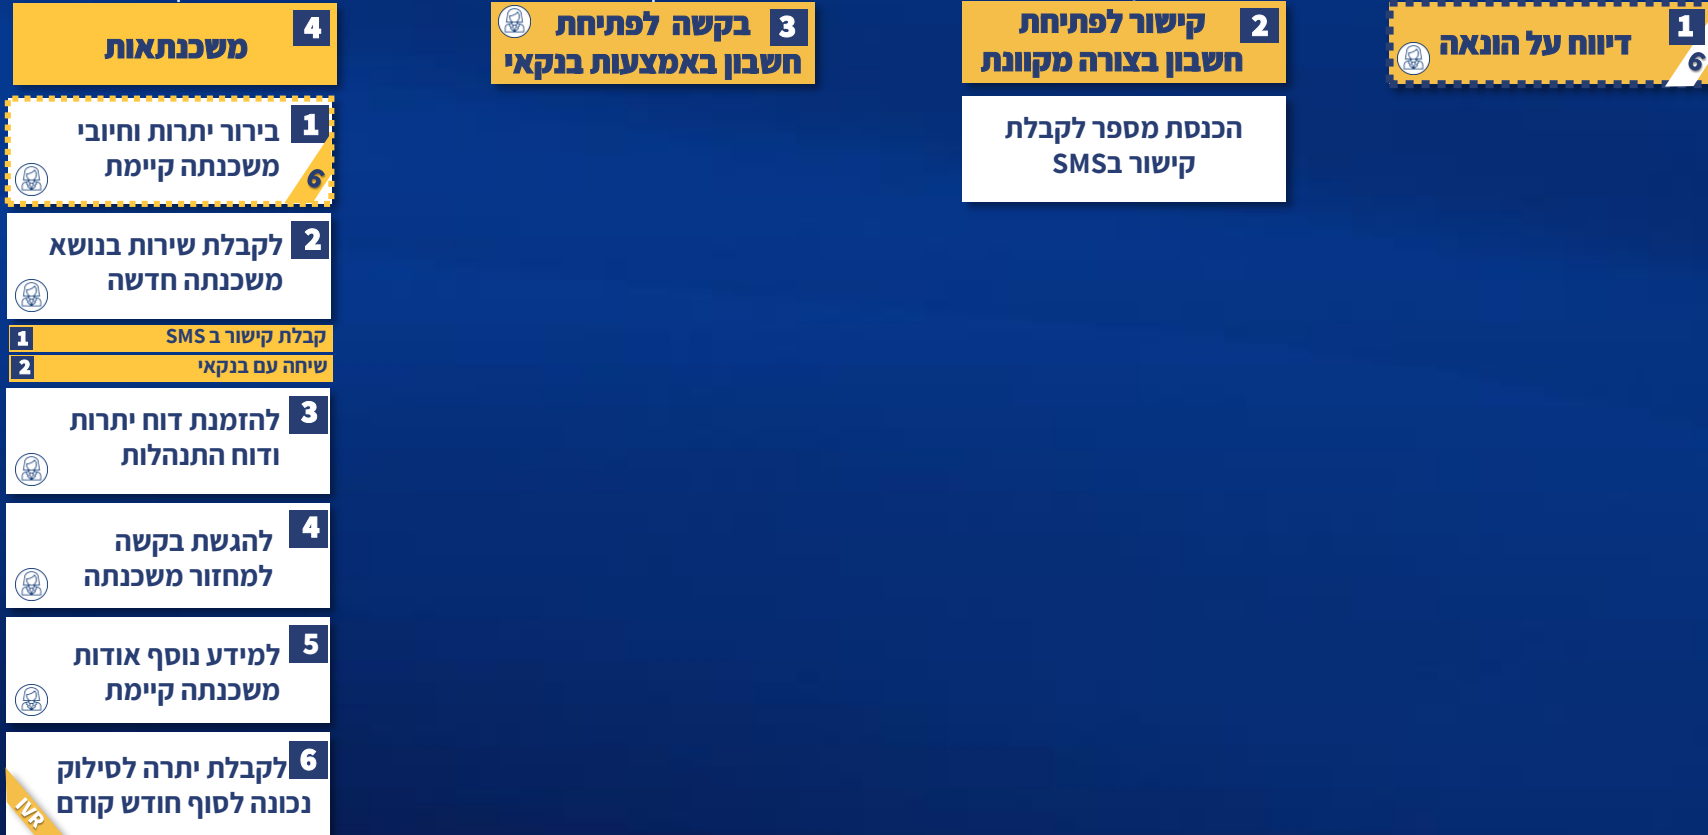 1
דיווח על הונאה
6
2
קישור לפתיחת
חשבון בצורה מקוונת
הכנסת מספר לקבלת
קישור בSMS
3
בקשה לפתיחת
חשבון באמצעות בנקאי
4
משכנתאות
1
בירור יתרות וחיובי
משכנתה קיימת
6
2
לקבלת שירות בנושא
משכנתה חדשה
קבלת קישור ב SMS 1
שיחה עם בנקאי 2
3
להזמנת דוח יתרות
ודוח התנהלות
4
להגשת בקשה
למחזור משכנתה
5
למידע נוסף אודות
משכנתה קיימת
6
לקבלת יתרה לסילוק
נכונה לסוף חודש קודם
IVR